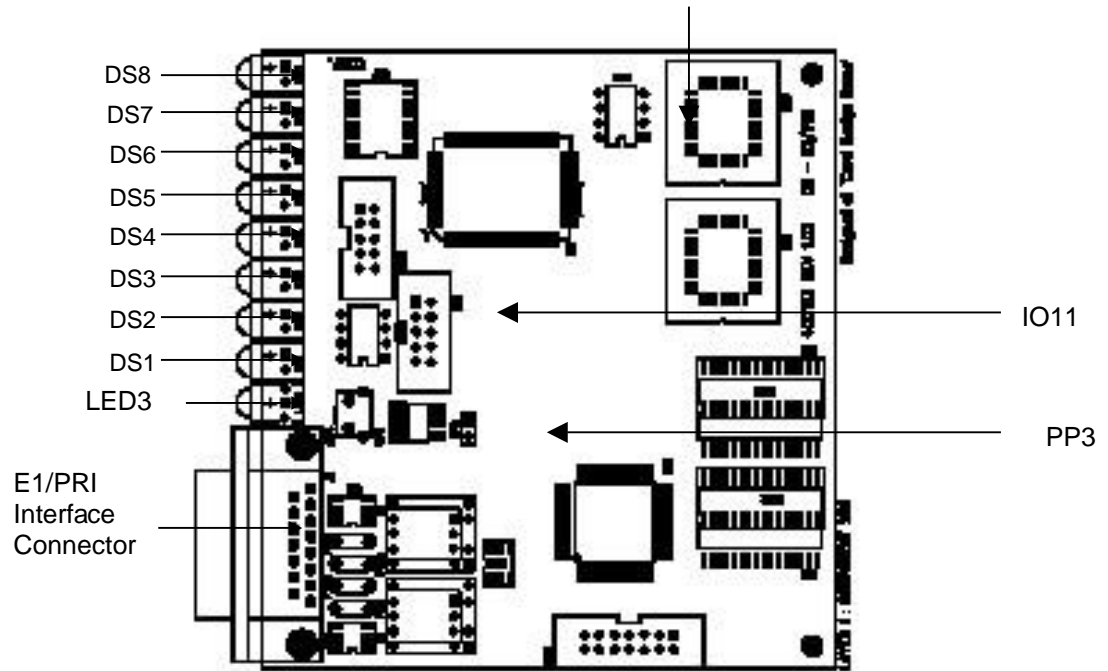 DS8
DS7
DS6
DS5
DS4
DS3
DS2
DS1
LED3
E1/PRI
Interface
Connector
IO11
PP3